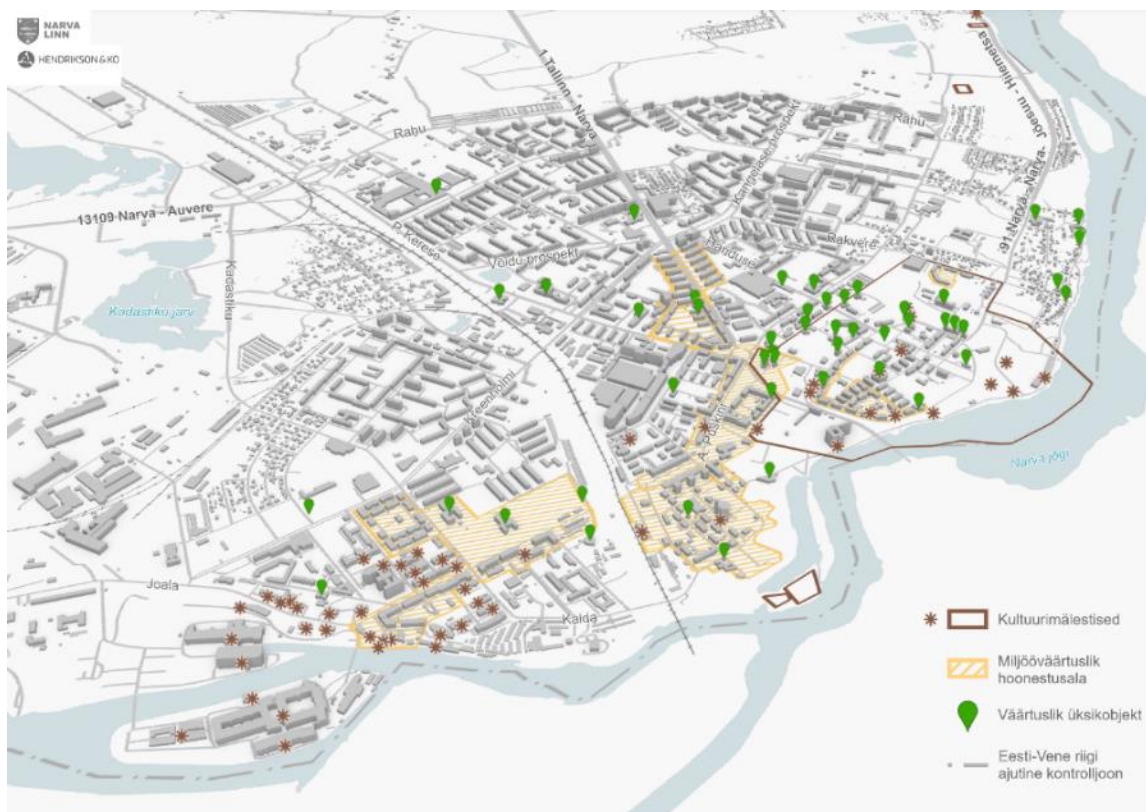 NARVA
LINN
HENDRIKSON&KO
1 Tallinn - Narva
Rahu
Kangelaste prospekt
Rahu
91 Narva - Narva-
Jõesuu - Hiiemetsa
13109 Narva - Auvere
P. Kerese
Kadastiku
Võidu prospekt
Rakvere
Kadastiku järv
A. Puškini
Narva jõgi
Joala
Kalda
Kultuurimälestised
Miljööväärtuslik
hoonestusala
Väärtuslik üksikobjekt
Eesti-Vene riigi
ajutine kontrolljoon